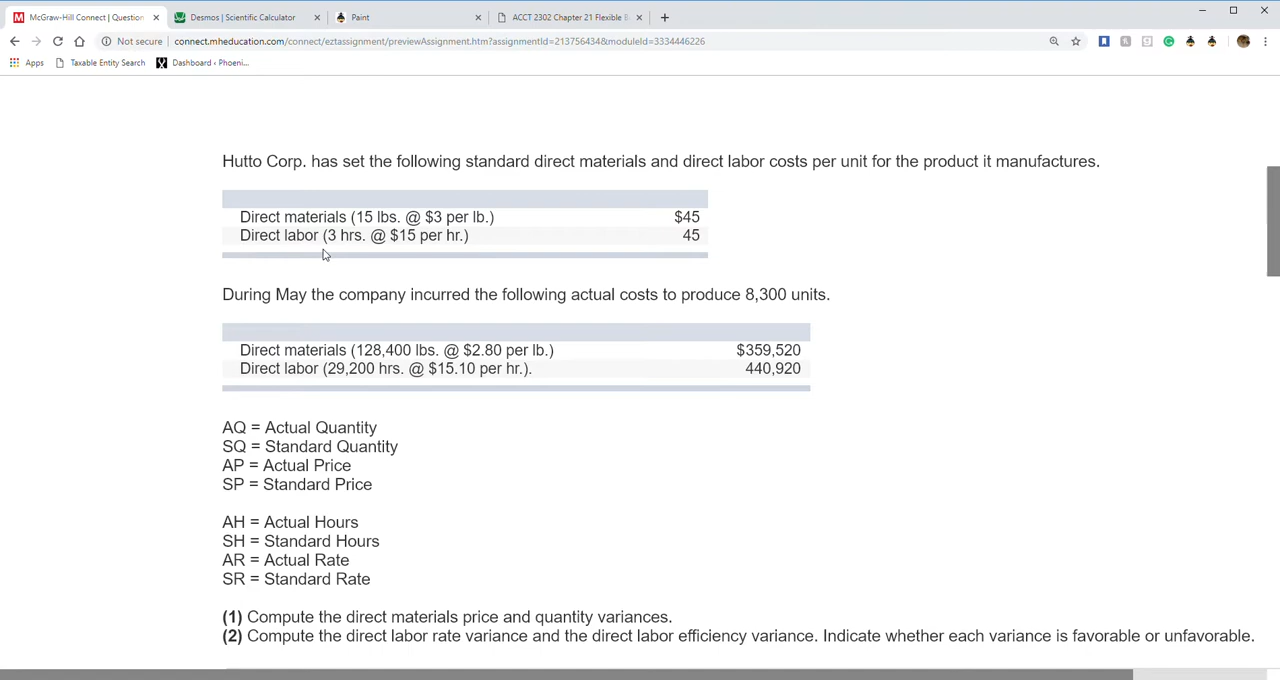 McGraw-Hill Connect | Question
Desmos | Scientific Calculator
Paint
ACCT 2302 Chapter 21 Flexible
Not secure | connect.mheducation.com/connect/eztassignment/previewAssignment.htm?assignmentId=213756434&moduleId=3334446226
Apps Taxable Entity Search Dashboard ‹ Phoeni...
Hutto Corp. has set the following standard direct materials and direct labor costs per unit for the product it manufactures.
Direct materials (15 lbs. @ $3 per lb.) $45
Direct labor (3 hrs. @ $15 per hr.) 45
During May the company incurred the following actual costs to produce 8,300 units.
Direct materials (128,400 lbs. @ $2.80 per lb.) $359,520
Direct labor (29,200 hrs. @ $15.10 per hr.). 440,920
AQ = Actual Quantity
SQ = Standard Quantity
AP = Actual Price
SP = Standard Price
AH = Actual Hours
SH = Standard Hours
AR = Actual Rate
SR = Standard Rate
(1) Compute the direct materials price and quantity variances.
(2) Compute the direct labor rate variance and the direct labor efficiency variance. Indicate whether each variance is favorable or unfavorable.